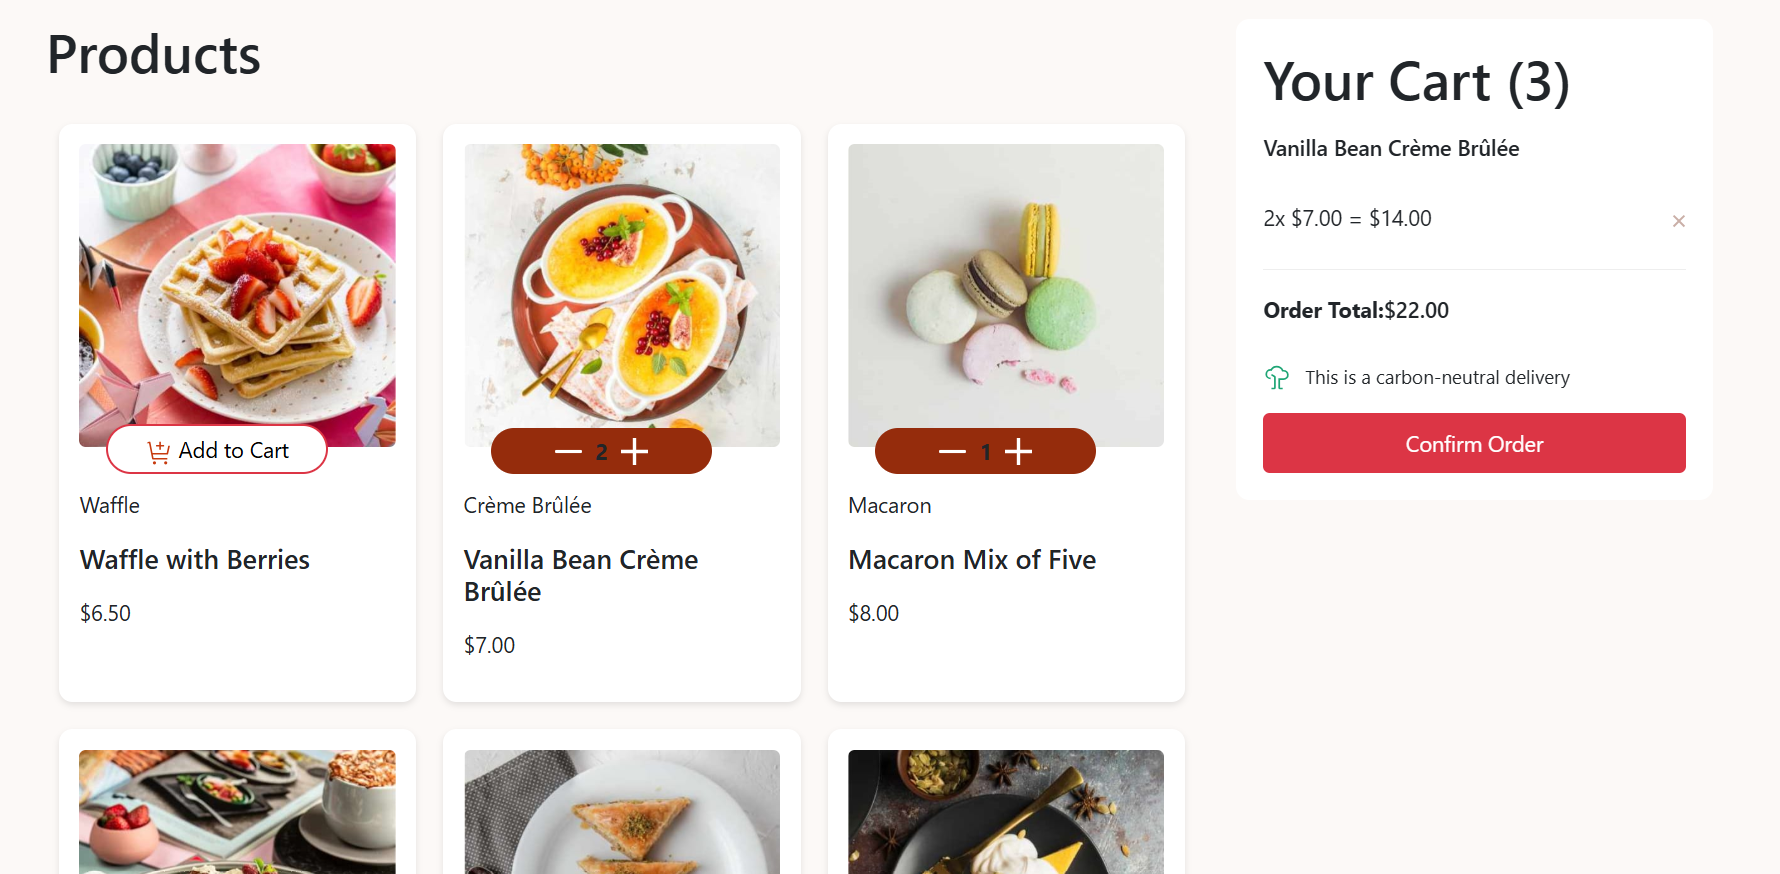 Products
Add to Cart
Waffle
Waffle with Berries
$6.50
2
Crème Brûlée
Vanilla Bean Crème
Brûlée
$7.00
1
Macaron
Macaron Mix of Five
$8.00
Your Cart (3)
Vanilla Bean Crème Brûlée
2x $7.00 = $14.00
Order Total:$22.00
This is a carbon-neutral delivery
Confirm Order